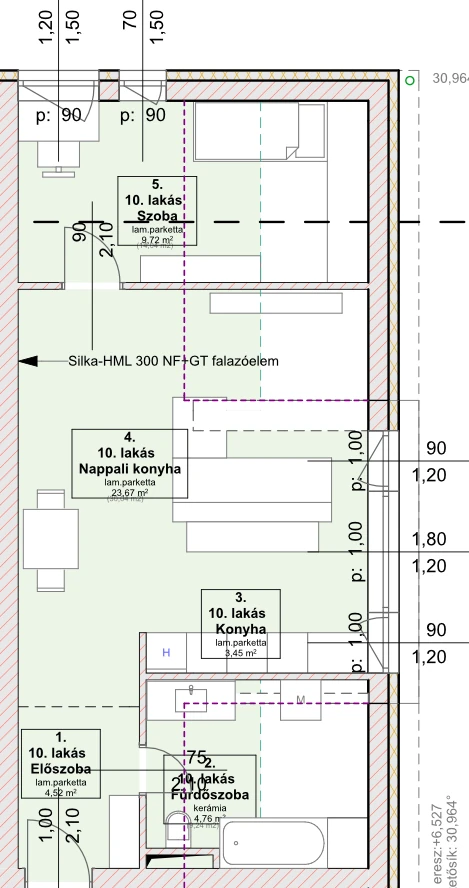 1,20
1,50
70
1,50
30,964
p: 90
p: 90
5.
10. lakás
Szoba
lam.parketta
9,72 m²
90
2,10
Silka-HML 300 NF+GT falazóelem
4.
10. lakás
Nappali konyha
lam.parketta
23,67 m²
p: 1,00
90
1,20
p: 1,00
1,80
1,20
p: 1,00
90
1,20
3.
10. lakás
Konyha
lam.parketta
3,45 m²
H
M
1.
10. lakás
Előszoba
lam.parketta
4,52 m²
75
2,10
2.
10. lakás
Fürdőszoba
kerámia
4,76 m²
1,00
2,10
eresz:+6,527
etősik: 30,964°